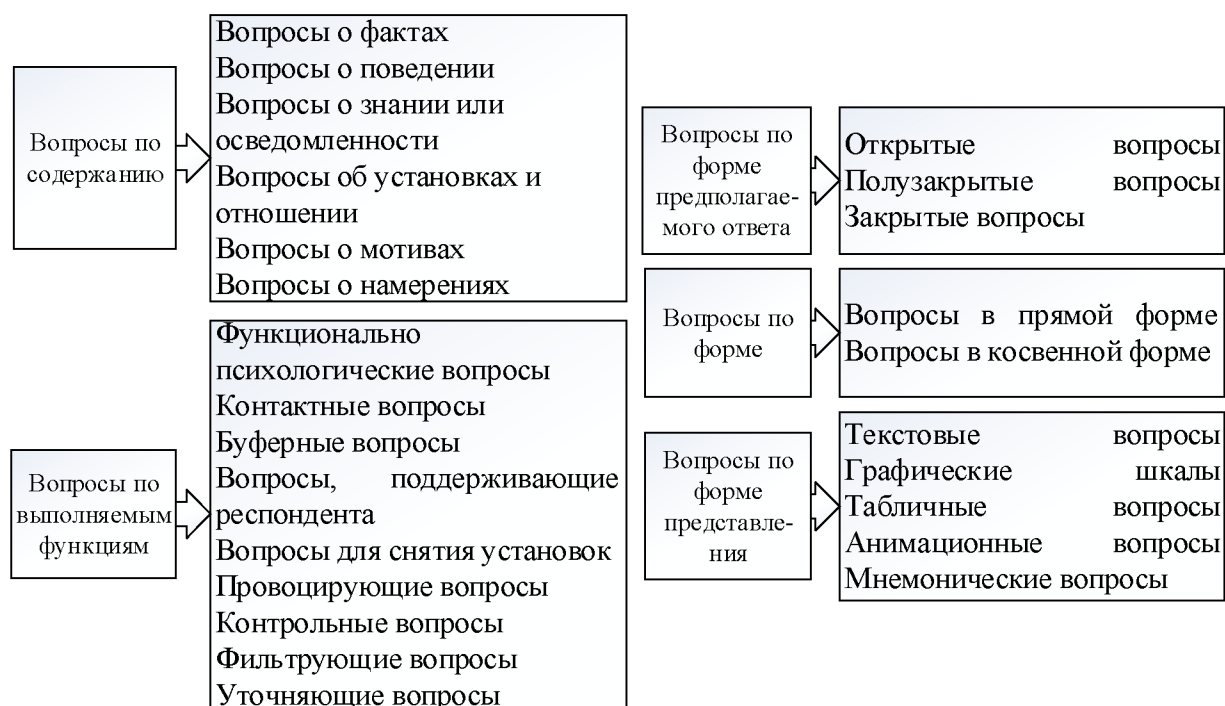 Вопросы по
содержанию
Вопросы о фактах
Вопросы о поведении
Вопросы о знании или
осведомленности
Вопросы об установках и
отношении
Вопросы о мотивах
Вопросы о намерениях
Вопросы по
выполняемым
функциям
Функционально
психологические вопросы
Контактные вопросы
Буферные вопросы
Вопросы, поддерживающие
респондента
Вопросы для снятия установок
Провоцирующие вопросы
Контрольные вопросы
Фильтрующие вопросы
Уточняющие вопросы
Вопросы по
форме
предполагае-
мого ответа
Открытые вопросы
Полузакрытые вопросы
Закрытые вопросы
Вопросы по
форме
Вопросы в прямой форме
Вопросы в косвенной форме
Вопросы по
форме
представле-
ния
Текстовые вопросы
Графические шкалы
Табличные вопросы
Анимационные вопросы
Мнемонические вопросы